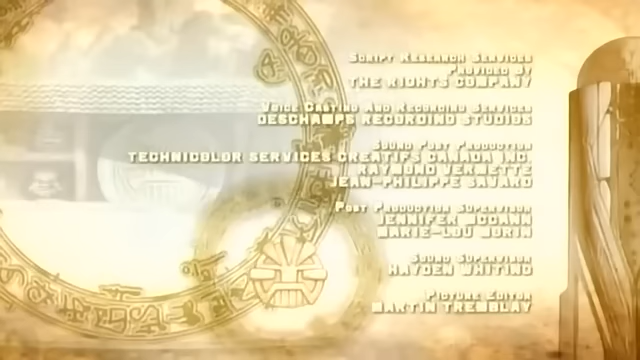 Script Research Services
Provided by
THE RIGHTS COMPANY
Voice Casting And Recording Services
DESCHAMPS RECORDING STUDIOS
Sound Post Production
TECHNICOLOR SERVICES CREATIFS CANADA INC.
RAYMOND VERMETTE
JEAN-PHILIPPE SAVARD
Post Production Supervisor
JENNIFER MCCANN
MARIE-LOU MORIN
Sound Supervisor
HAYDEN WHITING
Picture Editor
MARTIN TREMBLAY